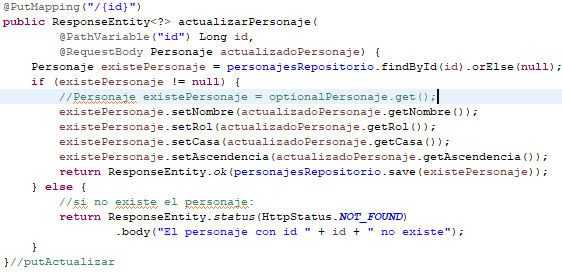 @PutMapping("/{id}")
public ResponseEntity<?> actualizarPersonaje(
@PathVariable("id") Long id,
@RequestBody Personaje actualizadoPersonaje) {
Personaje existePersonaje = personajesRepositorio.findById(id).orElse(null);
if (existePersonaje != null) {
//Personaje existePersonaje = optionalPersonaje.get();
existePersonaje.setNombre(actualizadoPersonaje.getNombre());
existePersonaje.setRol(actualizadoPersonaje.getRol());
existePersonaje.setCasa(actualizadoPersonaje.getCasa());
existePersonaje.setAscendencia(actualizadoPersonaje.getAscendencia());
return ResponseEntity.ok(personajesRepositorio.save(existePersonaje));
} else {
//si no existe el personaje:
return ResponseEntity.status(HttpStatus.NOT_FOUND)
.body("El personaje con id " + id + " no existe");
}
}//putActualizar